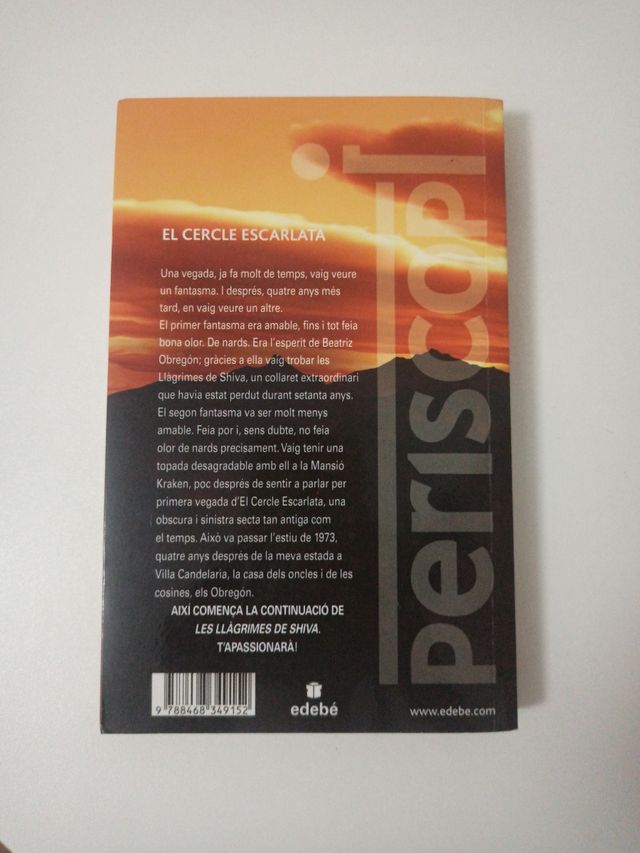 EL CERCLE ESCARLATA
Una vegada, ja fa molt de temps, vaig veure
un fantasma. I després, quatre anys més
tard, en vaig veure un altre.
El primer fantasma era amable, fins i tot feia
bona olor. De nards. Era l'esperit de Beatriz
Obregón; gràcies a ella vaig trobar les
Llàgrimes de Shiva, un collaret extraordinari
que havia estat perdut durant setanta anys.
El segon fantasma va ser molt menys
amable. Feia por i, sens dubte, no feia
olor de nards precisament. Vaig tenir una
topada desagradable amb ell a la Mansió
Kraken, poc després de sentir a parlar per
primera vegada d'El Cercle Escarlata, una
obscura i sinistra secta tan antiga com
el temps. Això va passar l'estiu de 1973,
quatre anys després de la meva estada a
Villa Candelaria, la casa dels oncles i de les
cosines, els Obregón.
AIXÍ COMENÇA LA CONTINUACIÓ DE
LES LLÀGRIMES DE SHIVA.
T'APASSIONARÀ!
periscopi
9 788468 349152
edebé
www.edebe.com